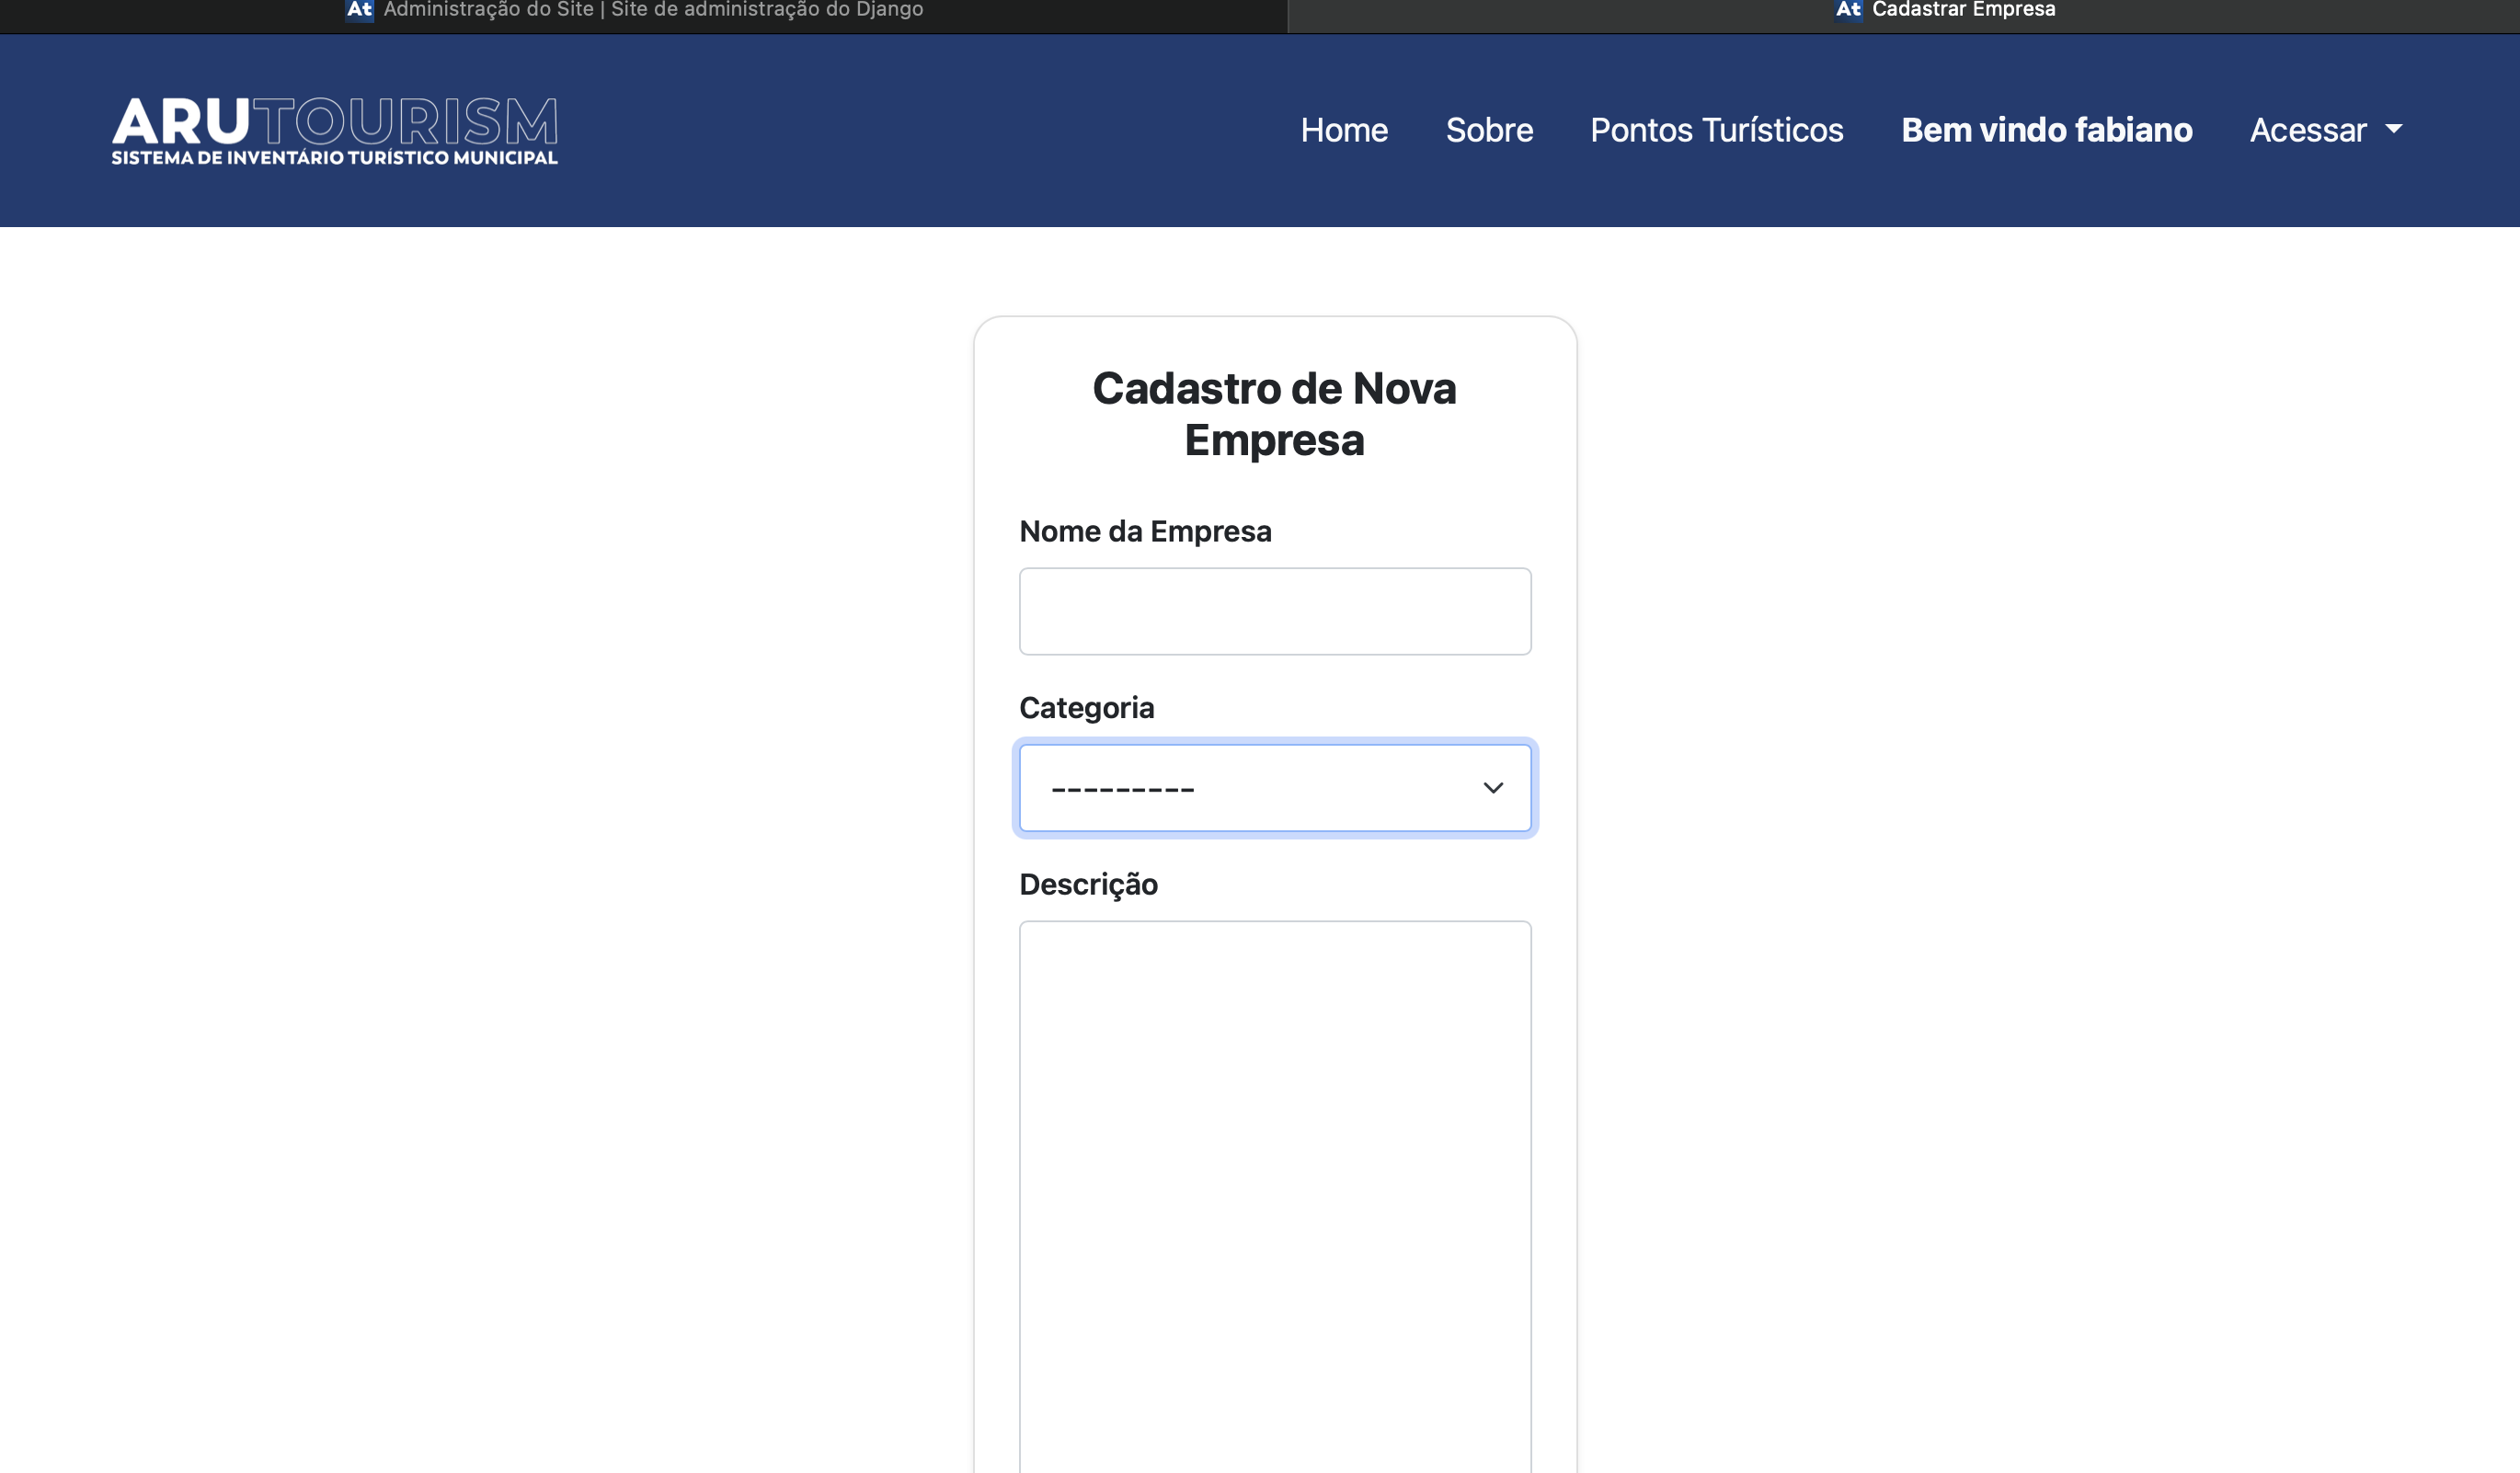 At Administração do Site | Site de administração do Django
At Cadastrar Empresa
ARUTOURISM
SISTEMA DE INVENTÁRIO TURÍSTICO MUNICIPAL
Home Sobre Pontos Turísticos Bem vindo fabiano Acessar
Cadastro de Nova
Empresa
Nome da Empresa
Categoria
---------
Descrição